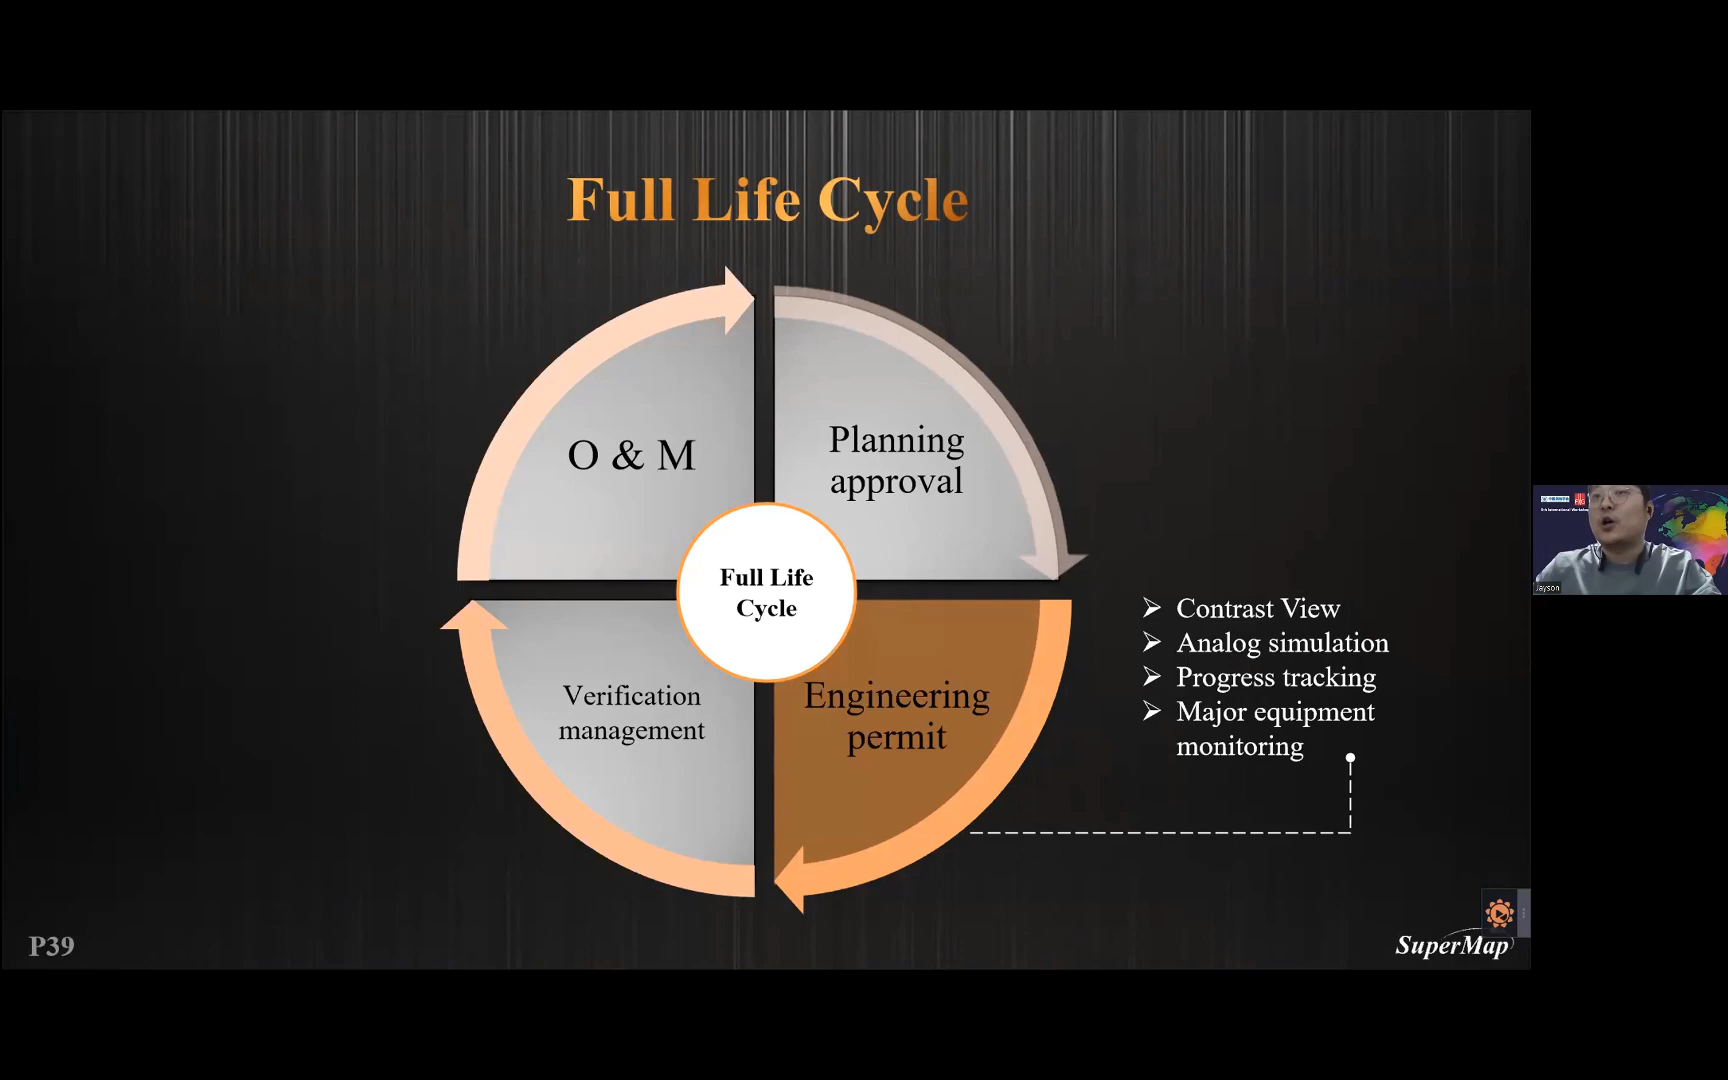 Full Life Cycle
O & M
Planning
approval
Full Life
Cycle
Verification
management
Engineering
permit
➢ Contrast View
➢ Analog simulation
➢ Progress tracking
➢ Major equipment
monitoring
P39
SuperMap
Jayson